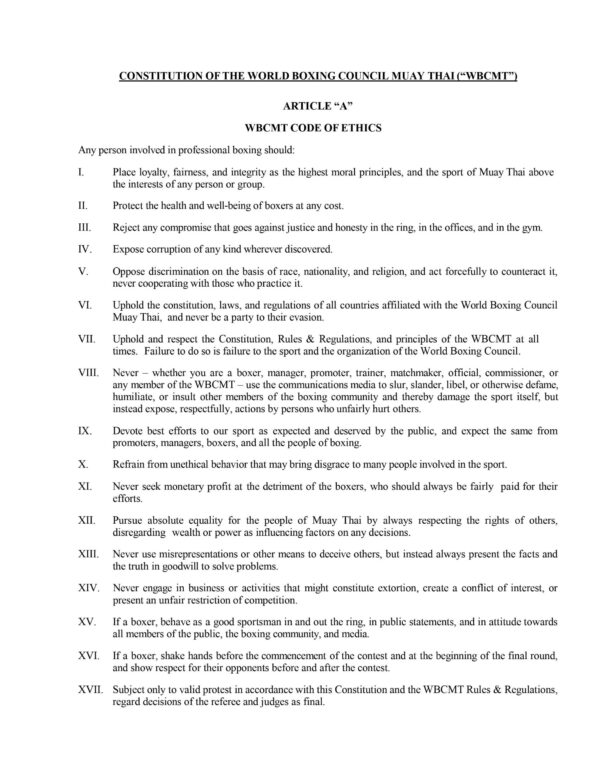 CONSTITUTION OF THE WORLD BOXING COUNCIL MUAY THAI (“WBCMT”)
ARTICLE “A”
WBCMT CODE OF ETHICS
Any person involved in professional boxing should:
I. Place loyalty, fairness, and integrity as the highest moral principles, and the sport of Muay Thai above
the interests of any person or group.
II. Protect the health and well-being of boxers at any cost.
III. Reject any compromise that goes against justice and honesty in the ring, in the offices, and in the gym.
IV. Expose corruption of any kind wherever discovered.
V. Oppose discrimination on the basis of race, nationality, and religion, and act forcefully to counteract it,
never cooperating with those who practice it.
VI. Uphold the constitution, laws, and regulations of all countries affiliated with the World Boxing Council
Muay Thai, and never be a party to their evasion.
VII. Uphold and respect the Constitution, Rules & Regulations, and principles of the WBCMT at all
times. Failure to do so is failure to the sport and the organization of the World Boxing Council.
VIII. Never – whether you are a boxer, manager, promoter, trainer, matchmaker, official, commissioner, or
any member of the WBCMT – use the communications media to slur, slander, libel, or otherwise defame,
humiliate, or insult other members of the boxing community and thereby damage the sport itself, but
instead expose, respectfully, actions by persons who unfairly hurt others.
IX. Devote best efforts to our sport as expected and deserved by the public, and expect the same from
promoters, managers, boxers, and all the people of boxing.
X. Refrain from unethical behavior that may bring disgrace to many people involved in the sport.
XI. Never seek monetary profit at the detriment of the boxers, who should always be fairly paid for their
efforts.
XII. Pursue absolute equality for the people of Muay Thai by always respecting the rights of others,
disregarding wealth or power as influencing factors on any decisions.
XIII. Never use misrepresentations or other means to deceive others, but instead always present the facts and
the truth in goodwill to solve problems.
XIV. Never engage in business or activities that might constitute extortion, create a conflict of interest, or
present an unfair restriction of competition.
XV. If a boxer, behave as a good sportsman in and out the ring, in public statements, and in attitude towards
all members of the public, the boxing community, and media.
XVI. If a boxer, shake hands before the commencement of the contest and at the beginning of the final round,
and show respect for their opponents before and after the contest.
XVII. Subject only to valid protest in accordance with this Constitution and the WBCMT Rules & Regulations,
regard decisions of the referee and judges as final.